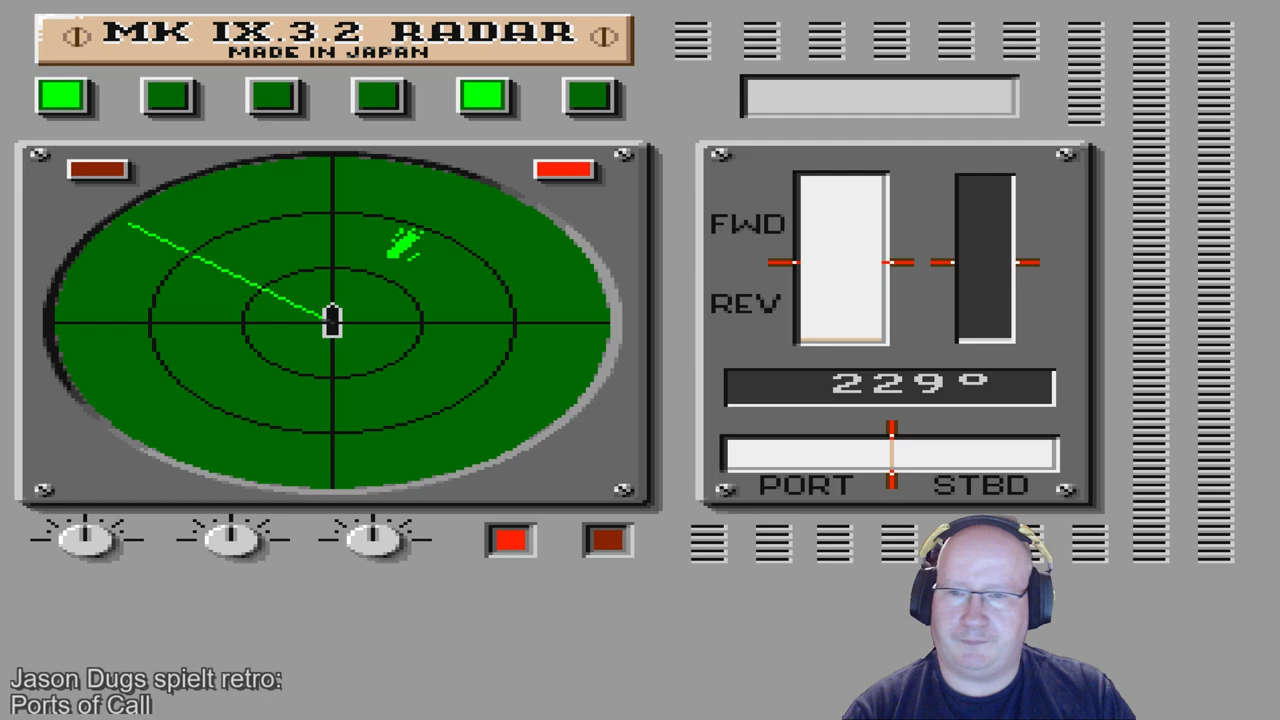 MK IX.3.2 RADAR
MADE IN JAPAN
FWD
REV
229°
PORT STBD
Jason Dugs spielt retro:
Ports of Call